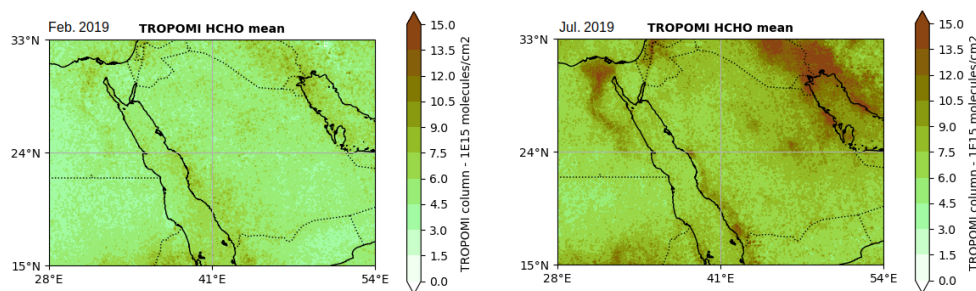 Feb. 2019 TROPOMI HCHO mean
33°N
24°N
15°N
28°E 41°E 54°E
15.0
13.5
12.0
10.5
9.0
7.5
6.0
4.5
3.0
1.5
0.0
TROPOMI column - 1E15 molecules/cm2
Jul. 2019 TROPOMI HCHO mean
33°N
24°N
15°N
28°E 41°E 54°E
15.0
13.5
12.0
10.5
9.0
7.5
6.0
4.5
3.0
1.5
0.0
TROPOMI column - 1E15 molecules/cm2